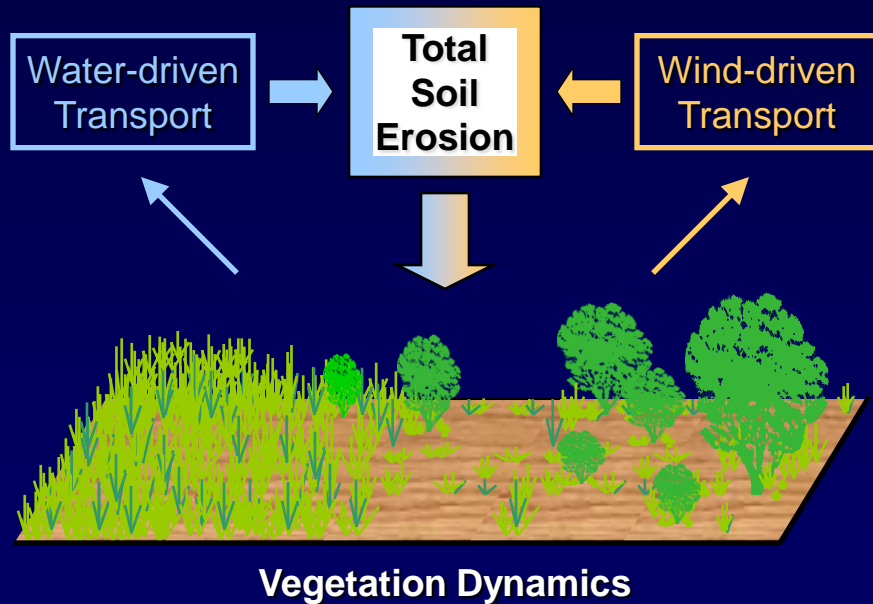 Water-driven
Transport
Total
Soil
Erosion
Wind-driven
Transport
Vegetation Dynamics